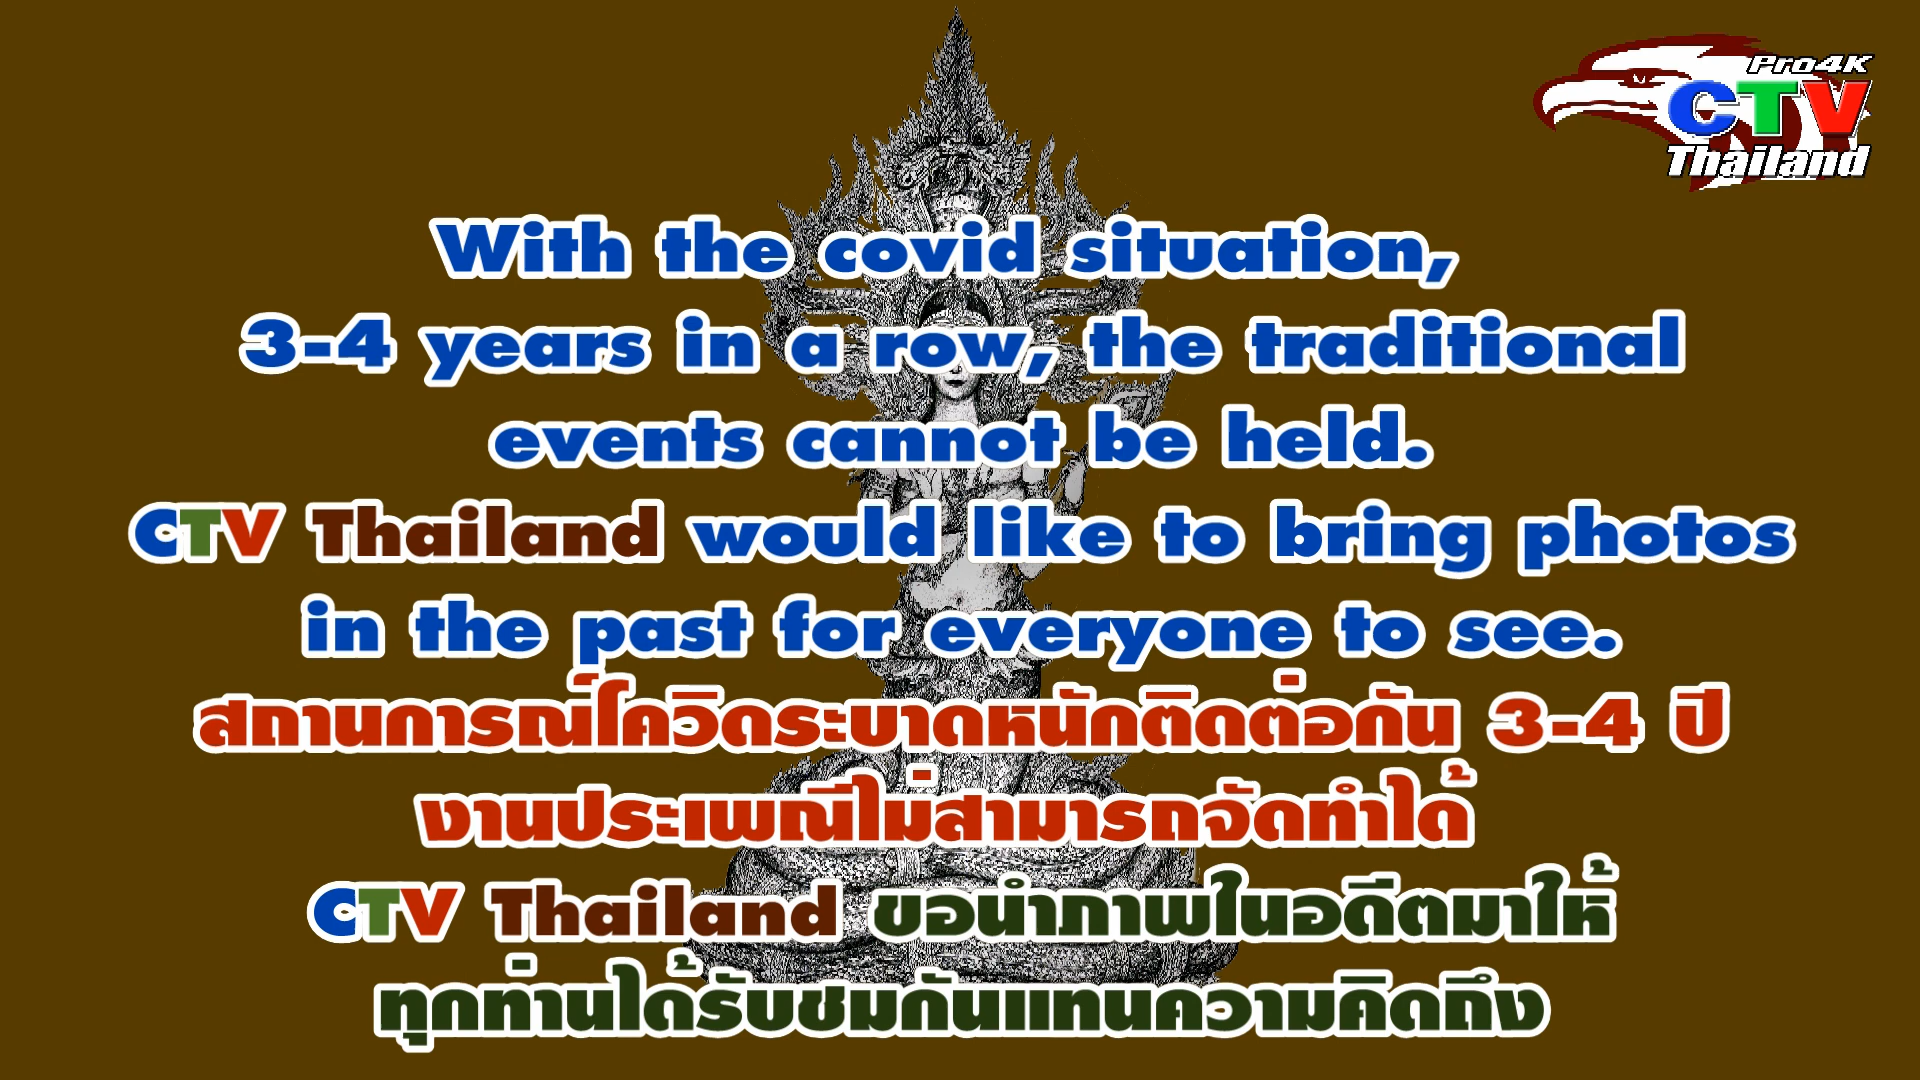 Pro4K
CTV
Thailand
With the covid situation,
3-4 years in a row, the traditional
events cannot be held.
CTV Thailand would like to bring photos
in the past for everyone to see.
สถานการณ์โควิดระบาดหนักติดต่อกัน 3-4 ปี
งานประเพณีไม่สามารถจัดทำได้
CTV Thailand ขอนำภาพในอดีตมาให้
ทุกท่านได้รับชมกันแทนความคิดถึง